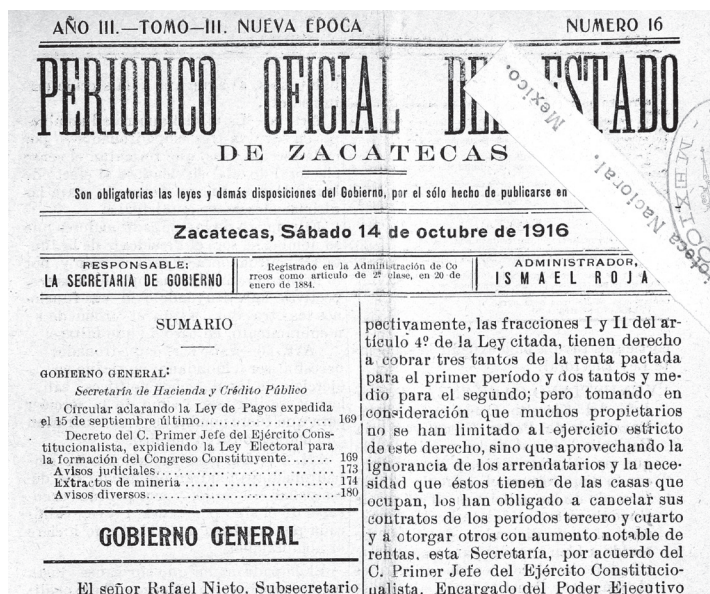 AÑO III.—TOMO—III. NUEVA EPOCA NUMERO 16
PERIODICO OFICIAL DEL ESTADO
DE ZACATECAS
Son obligatorias las leyes y demás disposiciones del Gobierno, por el sólo hecho de publicarse en
Zacatecas, Sábado 14 de octubre de 1916
RESPONSABLE:
LA SECRETARIA DE GOBIERNO
Registrado en la Administración de Co
rreos como artículo de 2ª clase, en 20 de
enero de 1884.
ADMINISTRADOR,
ISMAEL ROJA
Mexico.
Nacional.
MEXICO
SUMARIO
GOBIERNO GENERAL:
Secretaría de Hacienda y Crédito Público
Circular aclarando la Ley de Pagos expedida
el 15 de septiembre último 169
Decreto del C. Primer Jefe del Ejército Cons-
titucionalista, expidiendo la Ley Electoral para
la formación del Congreso Constituyente 169
Avisos judiciales 173
Extractos de mineria 174
Avisos diversos 180
GOBIERNO GENERAL
El señor Rafael Nieto, Subsecretario
pectivamente, las fracciones I y II del ar-
tículo 4º de la Ley citada, tienen derecho
a cobrar tres tantos de la renta pactada
para el primer período y dos tantos y me-
dio para el segundo; pero tomando en
consideración que muchos propietarios
no se han limitado al ejercicio estricto
de este derecho, sino que aprovechando la
ignorancia de los arrendatarios y la nece-
sidad que éstos tienen de las casas que
ocupan, los han obligado a cancelar sus
contratos de los períodos tercero y cuarto
y a otorgar otros con aumento notable de
rentas, esta Secretaría, por acuerdo del
C. Primer Jefe del Ejército Constitucio-
nalista, Encargado del Poder Ejecutivo